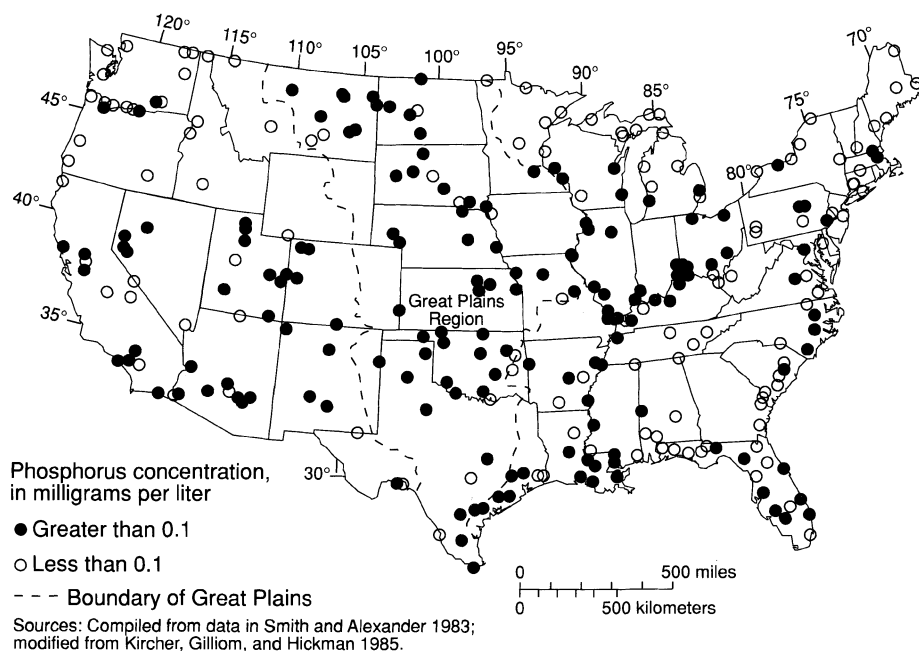 120°
115°
110°
105°
100°
95°
90°
85°
80°
75°
70°
45°
40°
35°
30°
Great Plains
Region
Phosphorus concentration,
in milligrams per liter
Greater than 0.1
Less than 0.1
Boundary of Great Plains
Sources: Compiled from data in Smith and Alexander 1983;
modified from Kircher, Gilliom, and Hickman 1985.
0 500 miles
0 500 kilometers